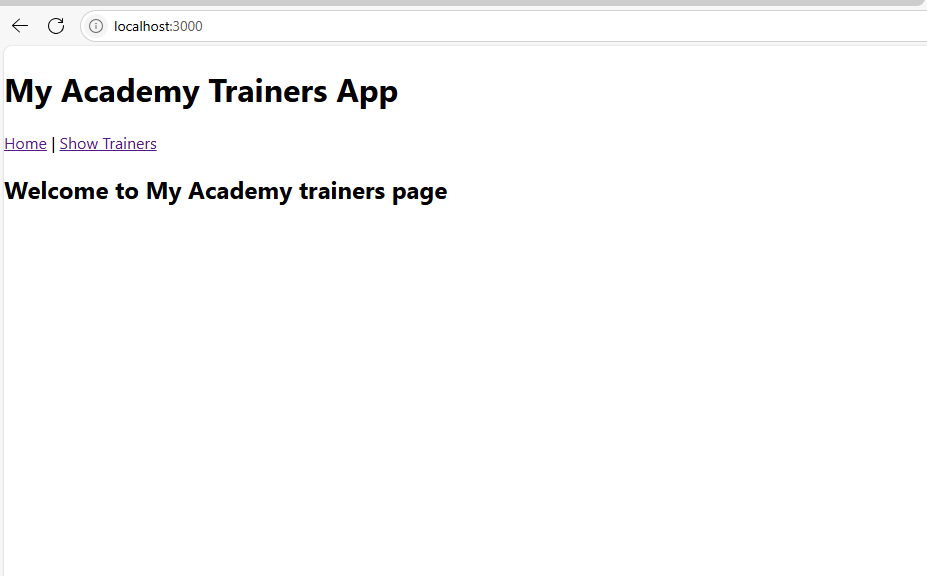 localhost:3000
My Academy Trainers App
Home | Show Trainers
Welcome to My Academy trainers page